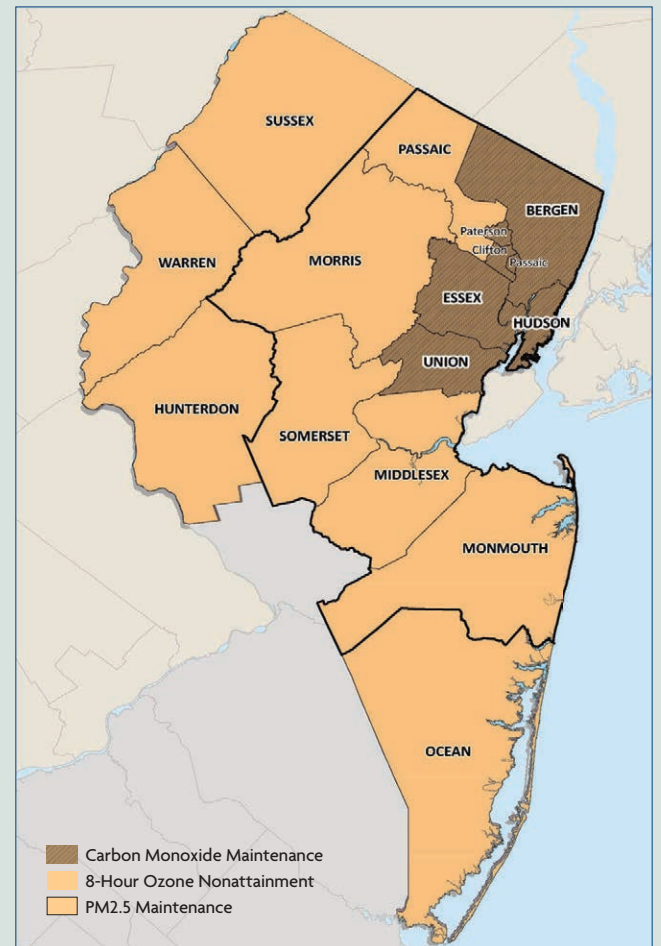 SUSSEX
PASSAIC
BERGEN
WARREN
MORRIS
Paterson
Clifton
Passaic
ESSEX
HUDSON
UNION
HUNTERDON
SOMERSET
MIDDLESEX
MONMOUTH
OCEAN
Carbon Monoxide Maintenance
8-Hour Ozone Nonattainment
PM2.5 Maintenance